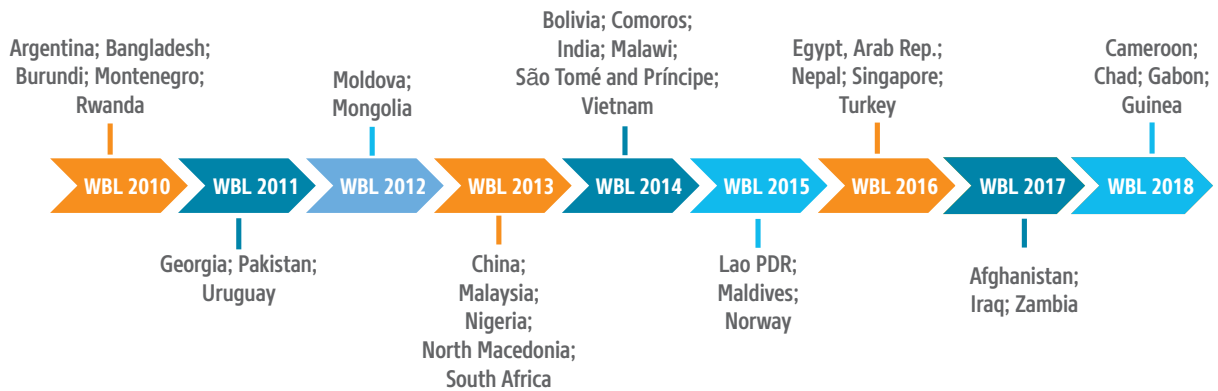 Argentina; Bangladesh;
Burundi; Montenegro;
Rwanda
Moldova;
Mongolia
Bolivia; Comoros;
India; Malawi;
São Tomé and Príncipe;
Vietnam
Egypt, Arab Rep.;
Nepal; Singapore;
Turkey
Cameroon;
Chad; Gabon;
Guinea
WBL 2010
WBL 2011
WBL 2012
WBL 2013
WBL 2014
WBL 2015
WBL 2016
WBL 2017
WBL 2018
Georgia; Pakistan;
Uruguay
China;
Malaysia;
Nigeria;
North Macedonia;
South Africa
Lao PDR;
Maldives;
Norway
Afghanistan;
Iraq; Zambia